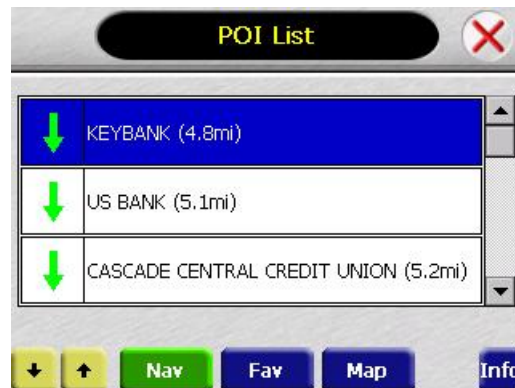 POI List
KEYBANK (4.8mi)
US BANK (5.1mi)
CASCADE CENTRAL CREDIT UNION (5.2mi)
Nav Fav Map Info